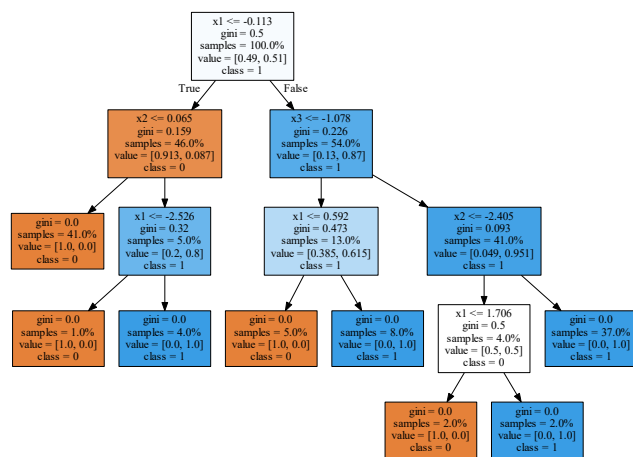 x1 <= -0.113
gini = 0.5
samples = 100.0%
value = [0.49, 0.51]
class = 1
True
False
x2 <= 0.065
gini = 0.159
samples = 46.0%
value = [0.913, 0.087]
class = 0
x3 <= -1.078
gini = 0.226
samples = 54.0%
value = [0.13, 0.87]
class = 1
gini = 0.0
samples = 41.0%
value = [1.0, 0.0]
class = 0
x1 <= -2.526
gini = 0.32
samples = 5.0%
value = [0.2, 0.8]
class = 1
x1 <= 0.592
gini = 0.473
samples = 13.0%
value = [0.385, 0.615]
class = 1
x2 <= -2.405
gini = 0.093
samples = 41.0%
value = [0.049, 0.951]
class = 1
gini = 0.0
samples = 1.0%
value = [1.0, 0.0]
class = 0
gini = 0.0
samples = 4.0%
value = [0.0, 1.0]
class = 1
gini = 0.0
samples = 5.0%
value = [1.0, 0.0]
class = 0
gini = 0.0
samples = 8.0%
value = [0.0, 1.0]
class = 1
x1 <= 1.706
gini = 0.5
samples = 4.0%
value = [0.5, 0.5]
class = 0
gini = 0.0
samples = 37.0%
value = [0.0, 1.0]
class = 1
gini = 0.0
samples = 2.0%
value = [1.0, 0.0]
class = 0
gini = 0.0
samples = 2.0%
value = [0.0, 1.0]
class = 1